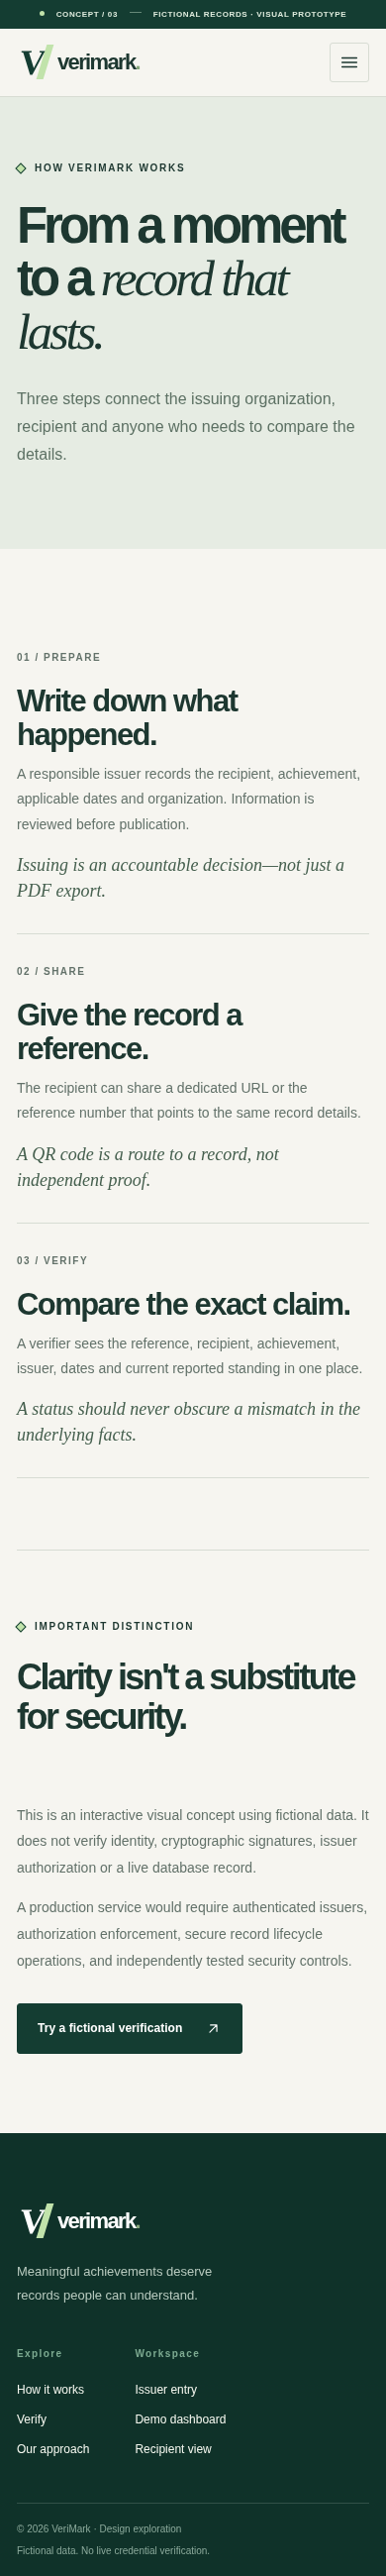 CONCEPT / 03 — FICTIONAL RECORDS · VISUAL PROTOTYPE
verimark.
HOW VERIMARK WORKS
From a moment
to a record that
lasts.
Three steps connect the issuing organization,
recipient and anyone who needs to compare the
details.
01 / PREPARE
Write down what
happened.
A responsible issuer records the recipient, achievement,
applicable dates and organization. Information is
reviewed before publication.
Issuing is an accountable decision—not just a
PDF export.
02 / SHARE
Give the record a
reference.
The recipient can share a dedicated URL or the
reference number that points to the same record details.
A QR code is a route to a record, not
independent proof.
03 / VERIFY
Compare the exact claim.
A verifier sees the reference, recipient, achievement,
issuer, dates and current reported standing in one place.
A status should never obscure a mismatch in the
underlying facts.
IMPORTANT DISTINCTION
Clarity isn't a substitute
for security.
This is an interactive visual concept using fictional data. It
does not verify identity, cryptographic signatures, issuer
authorization or a live database record.
A production service would require authenticated issuers,
authorization enforcement, secure record lifecycle
operations, and independently tested security controls.
Try a fictional verification
verimark.
Meaningful achievements deserve
records people can understand.
Explore
How it works
Verify
Our approach
Workspace
Issuer entry
Demo dashboard
Recipient view
© 2026 VeriMark · Design exploration
Fictional data. No live credential verification.